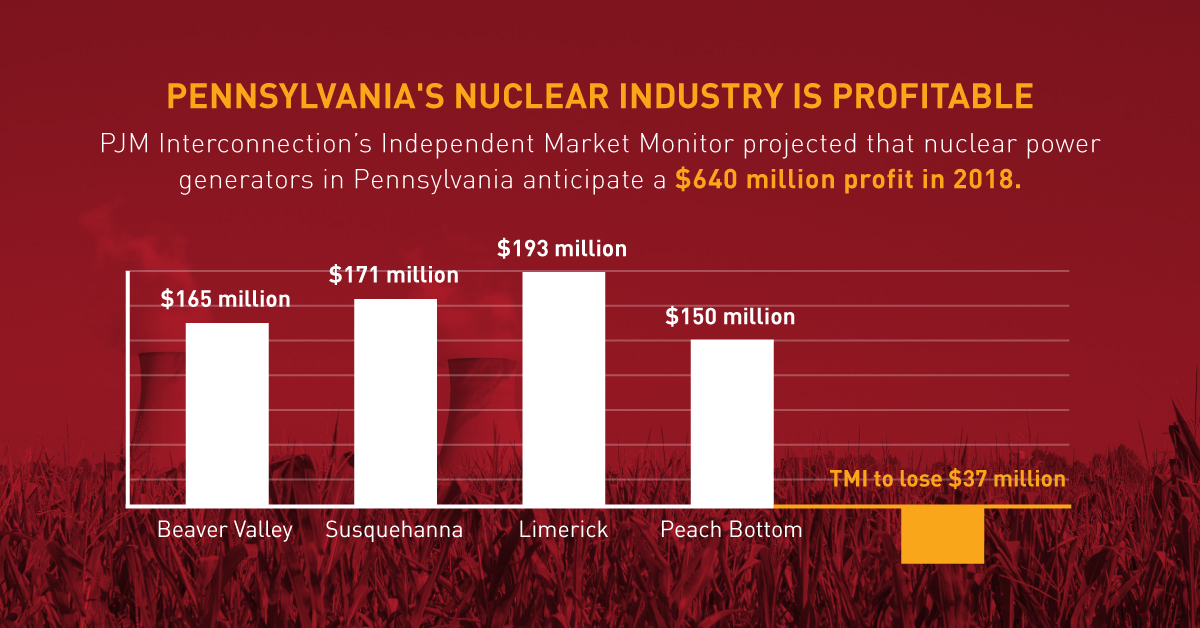 PENNSYLVANIA'S NUCLEAR INDUSTRY IS PROFITABLE
PJM Interconnection’s Independent Market Monitor projected that nuclear power
generators in Pennsylvania anticipate a $640 million profit in 2018.
$193 million
$171 million
$165 million
$150 million
TMI to lose $37 million
Beaver Valley
Susquehanna
Limerick
Peach Bottom